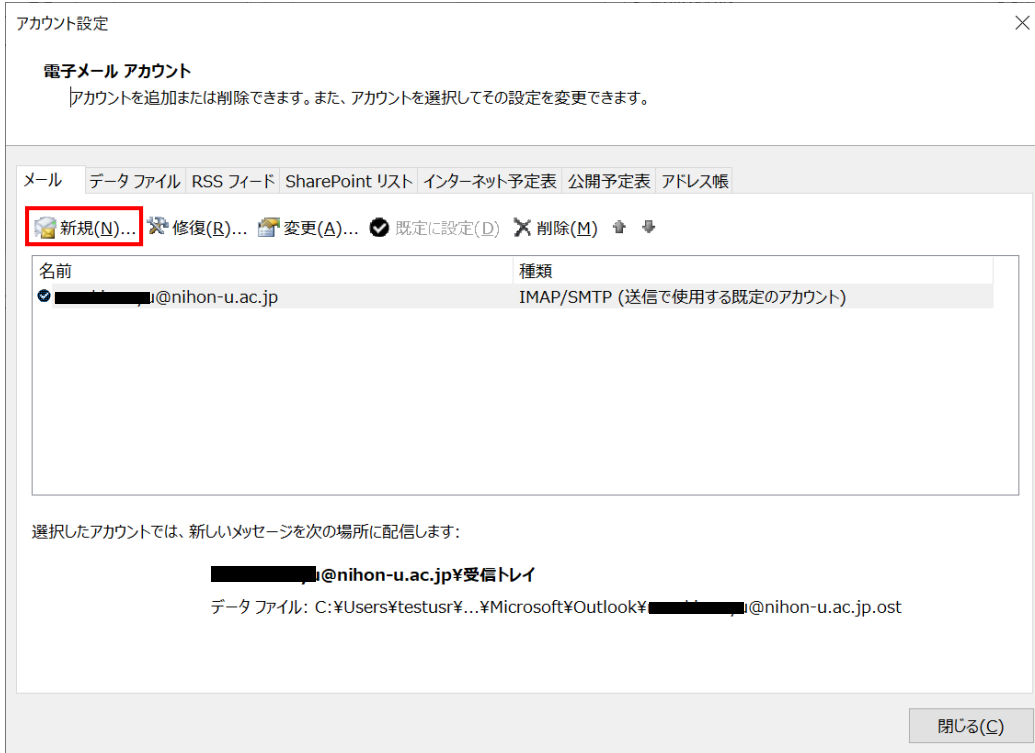 アカウント設定
電子メール アカウント
アカウントを追加または削除できます。また、アカウントを選択してその設定を変更できます。
メール データ ファイル RSS フィード SharePoint リスト インターネット予定表 公開予定表 アドレス帳
新規(N)... 修復(R)... 変更(A)... 既定に設定(D) 削除(M)
名前 種類
@nihon-u.ac.jp IMAP/SMTP (送信で使用する既定のアカウント)
選択したアカウントでは、新しいメッセージを次の場所に配信します:
@nihon-u.ac.jp¥受信トレイ
データ ファイル: C:¥Users¥testusr¥...¥Microsoft¥Outlook¥ @nihon-u.ac.jp.ost
閉じる(C)